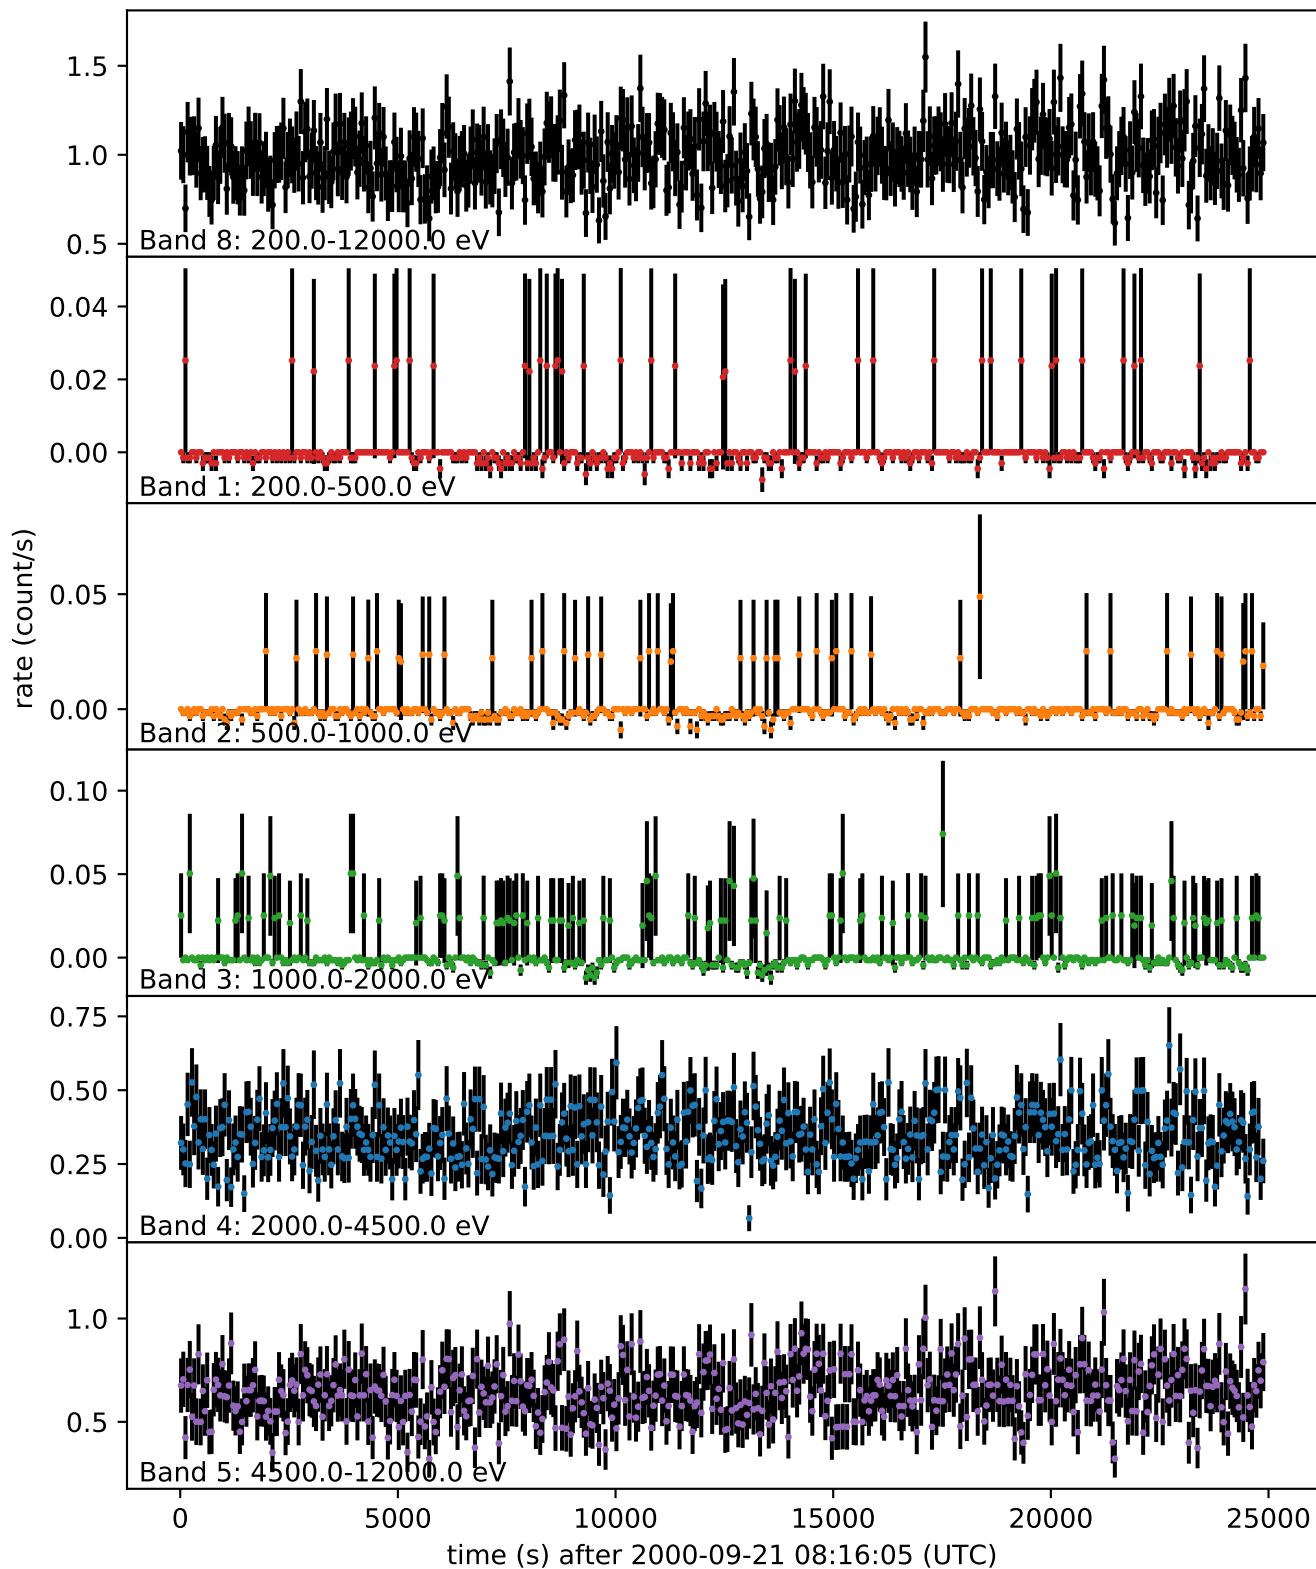 1.5
1.0
0.5
Band 8: 200.0-12000.0 eV
0.04
0.02
0.00
Band 1: 200.0-500.0 eV
0.05
0.00
Band 2: 500.0-1000.0 eV
0.10
0.05
0.00
Band 3: 1000.0-2000.0 eV
0.75
0.50
0.25
0.00
Band 4: 2000.0-4500.0 eV
1.0
0.5
Band 5: 4500.0-12000.0 eV
rate (count/s)
0 5000 10000 15000 20000 25000
time (s) after 2000-09-21 08:16:05 (UTC)